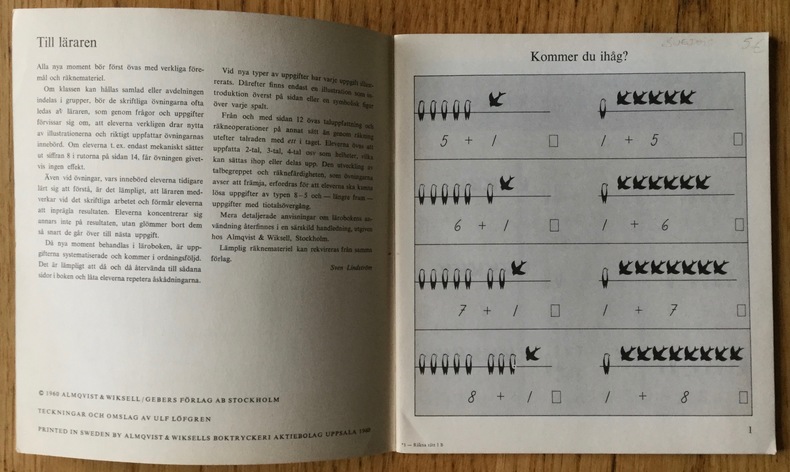 Till läraren
Alla nya moment bör först övas med verkliga före-
mål och räknemateriel.
Om klassen kan hållas samlad eller avdelningen
indelas i grupper, bör de skriftliga övningarna ofta
ledas av läraren, som genom frågor och uppgifter
förvissar sig om, att eleverna verkligen drar nytta
av illustrationerna och riktigt uppfattar övningarnas
innebörd. Om eleverna t. ex. endast mekaniskt sätter
ut siffran 8 i rutorna på sidan 14, får övningen givet-
vis ingen effekt.
Även vid övningar, vars innebörd eleverna tidigare
lärt sig att förstå, är det lämpligt, att läraren med-
verkar vid det skriftliga arbetet och förmår eleverna
att inprägla resultaten. Eleverna koncentrerar sig
annars inte på resultaten, utan glömmer bort dem
så snart de går över till nästa uppgift.
Då nya moment behandlas i läroboken, är upp-
gifterna systematiserade och kommer i ordningsföljd.
Det är lämpligt att då och då återvända till sådana
sidor i boken och låta eleverna repetera åskådningarna.
Vid nya typer av uppgifter har varje uppgift illust-
rerats. Därefter finns endast en illustration som in-
troduktion överst på sidan eller en symbolisk figur
över varje spalt.
Från och med sidan 12 övas taluppfattning och
räkneoperationer på annat sätt än genom räkning
utefter talraden med ett i taget. Eleverna övas att
uppfatta 2-tal, 3-tal, 4-tal osv som helheter, vilka
kan sättas ihop eller delas upp. Den utveckling av
talbegreppet och räknefärdigheten, som övningarna
avser att främja, erfordras för att eleverna ska kunna
lösa uppgifter av typen 8–5 och — längre fram —
uppgifter med tiotalsövergång.
Mera detaljerade anvisningar om lärobokens an-
vändning återfinnes i en särskild handledning, utgiven
hos Almqvist & Wiksell, Stockholm.
Lämplig räknemateriel kan rekvireras från samma
förlag.
Sven Lindström
© 1960 ALMQVIST & WIKSELL/GEBERS FÖRLAG AB STOCKHOLM
TECKNINGAR OCH OMSLAG AV ULF LÖFGREN
PRINTED IN SWEDEN BY ALMQVIST & WIKSELLS BOKTRYCKERI AKTIEBOLAG UPPSALA 1960
Kommer du ihåg?
5 + 1 1 + 5
6 + 1 1 + 6
7 + 1 1 + 7
8 + 1 1 + 8
1